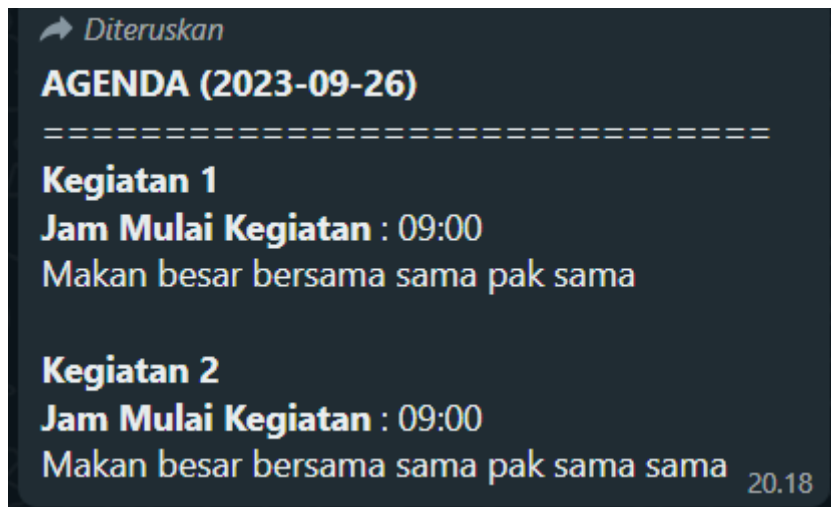 Diteruskan
AGENDA (2023-09-26)
==============================
Kegiatan 1
Jam Mulai Kegiatan : 09:00
Makan besar bersama sama pak sama
Kegiatan 2
Jam Mulai Kegiatan : 09:00
Makan besar bersama sama pak sama sama
20.18